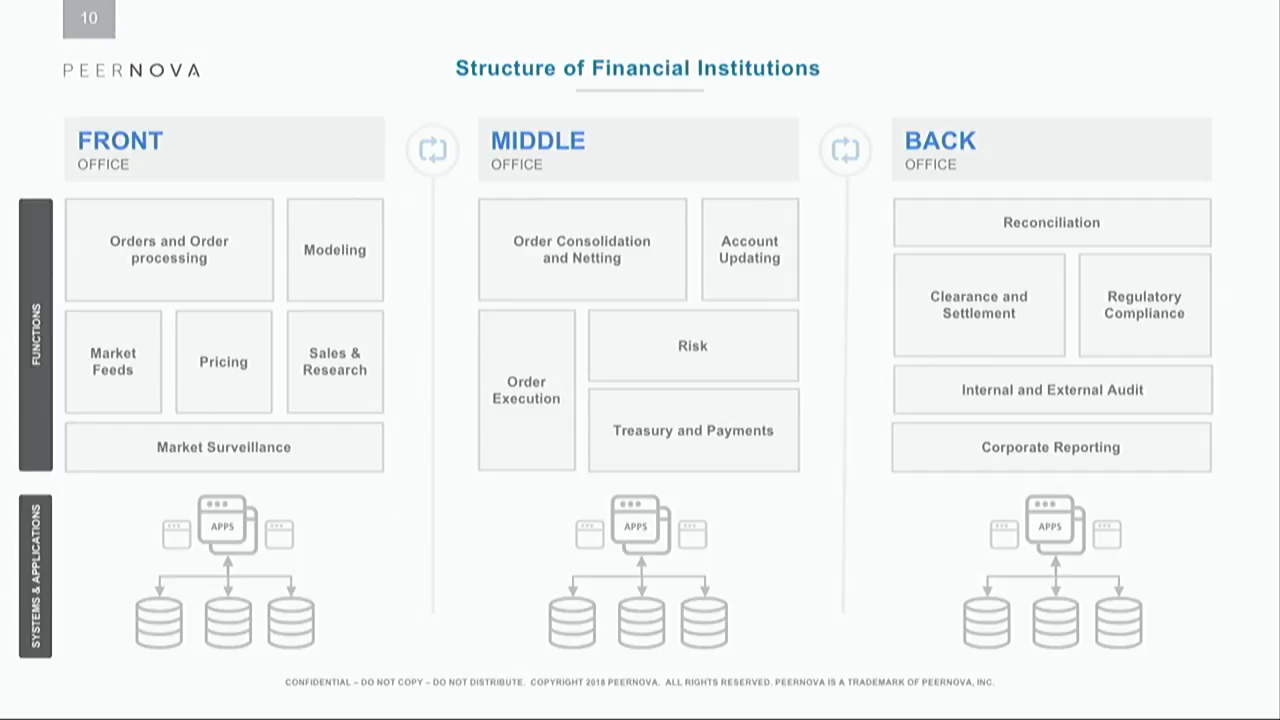 10
PEERNOVA
Structure of Financial Institutions
FRONT
OFFICE
MIDDLE
OFFICE
BACK
OFFICE
FUNCTIONS
Orders and Order
processing
Modeling
Market
Feeds
Pricing
Sales &
Research
Market Surveillance
Order Consolidation
and Netting
Account
Updating
Order
Execution
Risk
Treasury and Payments
Reconciliation
Clearance and
Settlement
Regulatory
Compliance
Internal and External Audit
Corporate Reporting
SYSTEMS & APPLICATIONS
APPS
APPS
APPS
CONFIDENTIAL – DO NOT COPY – DO NOT DISTRIBUTE. COPYRIGHT 2018 PEERNOVA. ALL RIGHTS RESERVED. PEERNOVA IS A TRADEMARK OF PEERNOVA, INC.